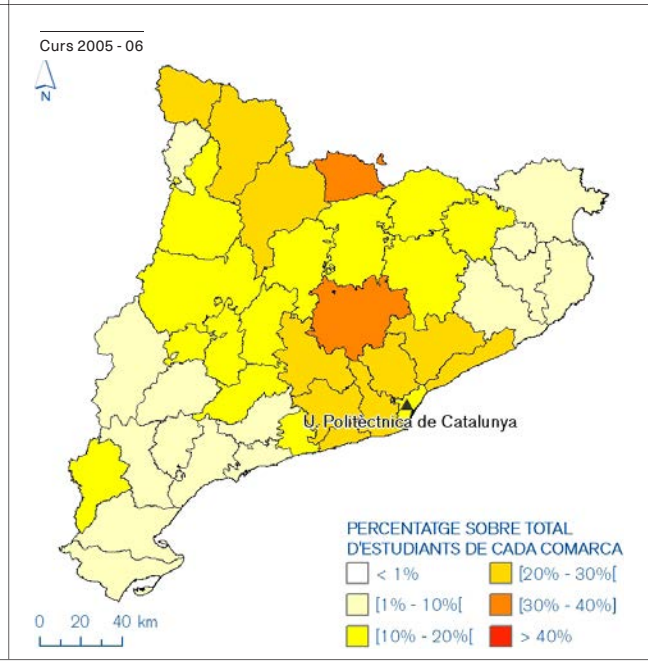 Curs 2005 - 06
N
U. Politèctnica de Catalunya
PERCENTATGE SOBRE TOTAL
D'ESTUDIANTS DE CADA COMARCA
< 1%
[20% - 30%[
[1% - 10%[
[30% - 40%]
[10% - 20%[
> 40%
0 20 40 km